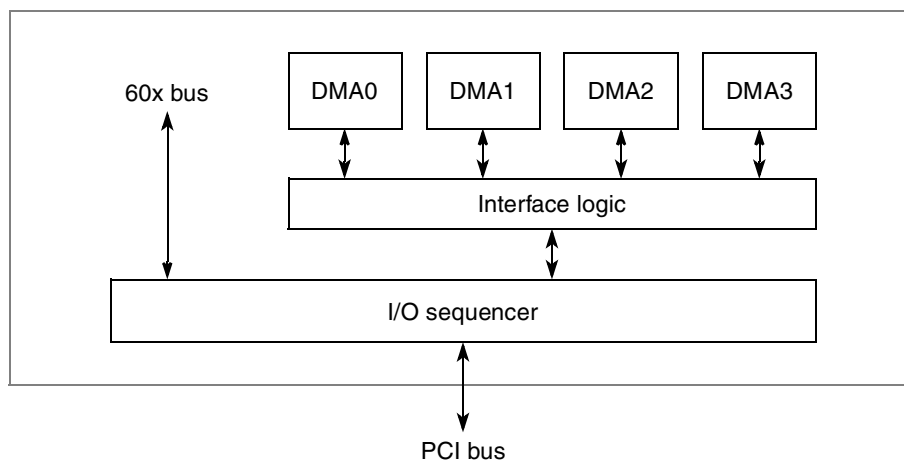 60x bus
DMA0 DMA1 DMA2 DMA3
Interface logic
I/O sequencer
PCI bus